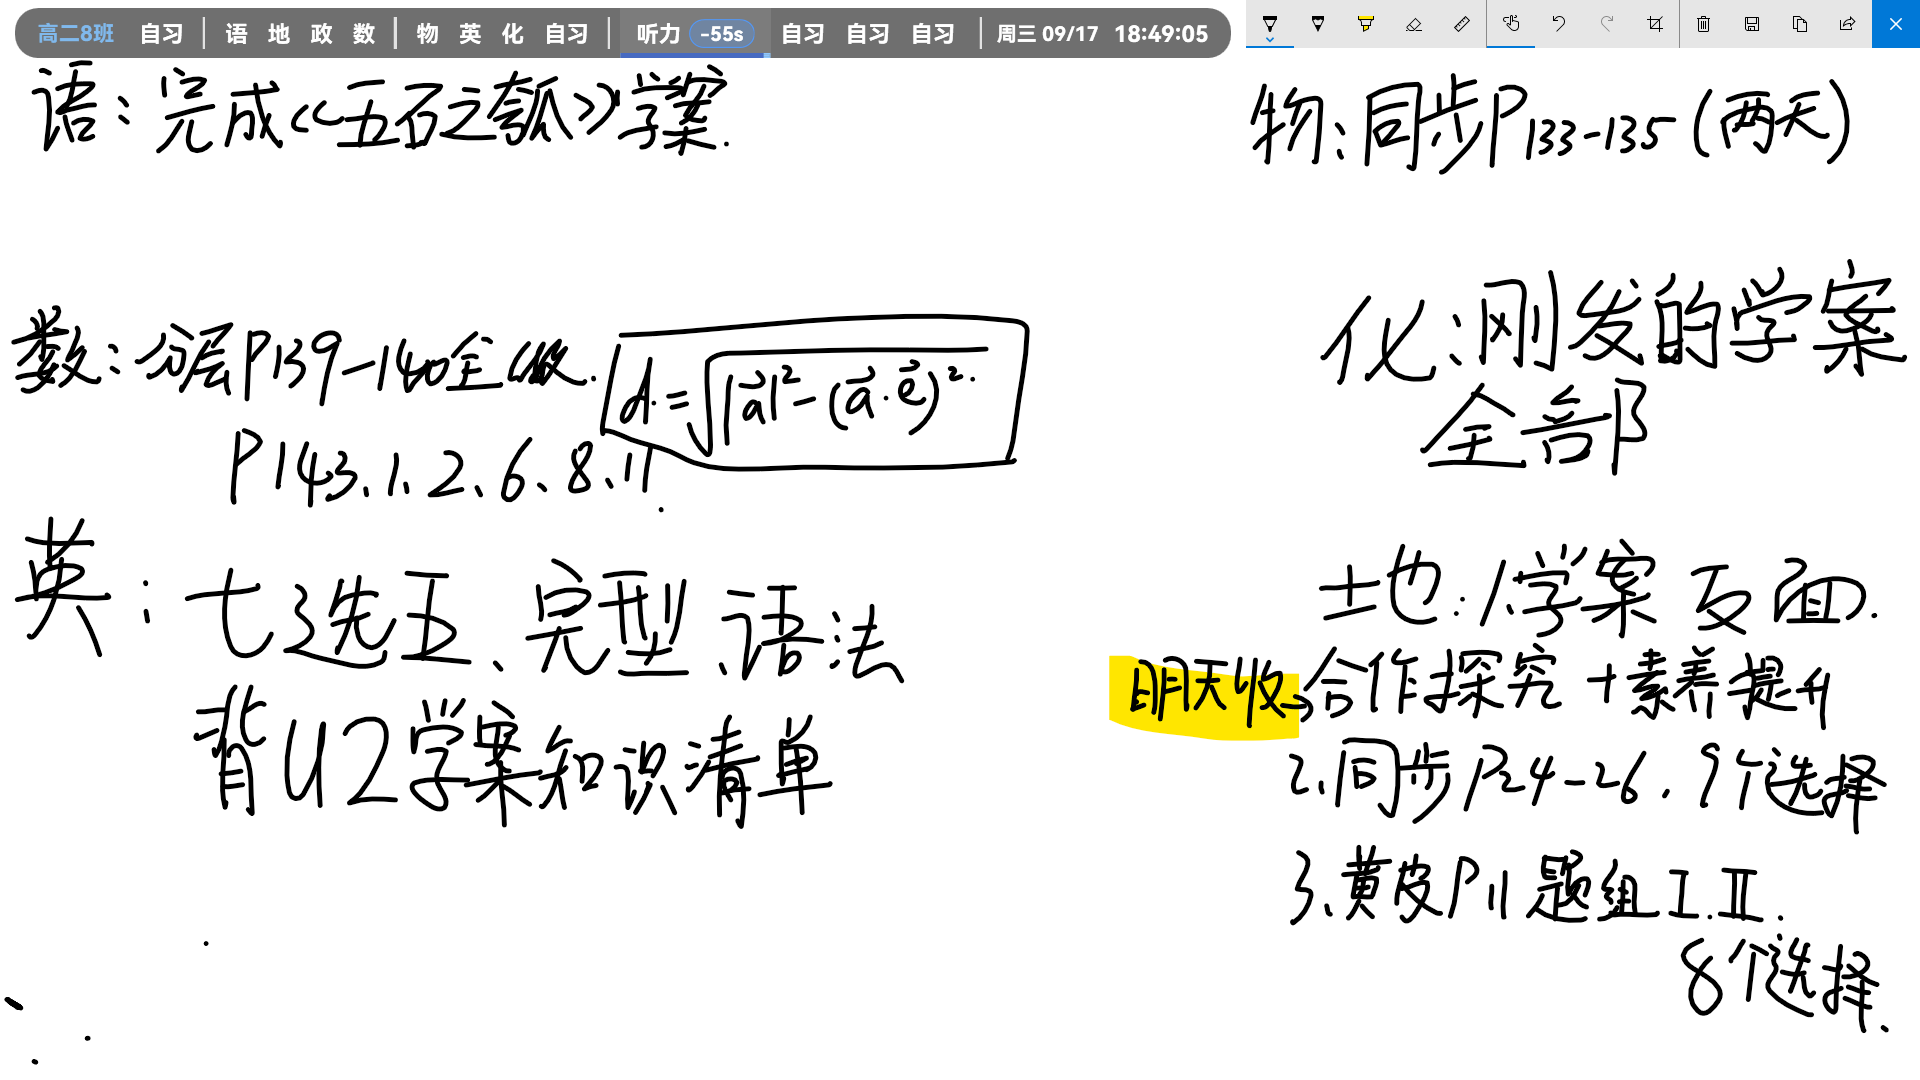 高二8班 自习 | 语 地 政 数 | 物 英 化 自习 | 听力 -55s 自习 自习 自习 | 周三 09/17 18:49:05
语：完成《五石之瓠》学案.
数：分层P139-140全做.
d=√|a⃗|²-(a⃗·e⃗)².
P143、1、2、6、8、11.
英：七选五、完型、语法
背U2学案知识清单
物：同步P133-135(两天)
化：刚发的学案
全部
地：1.学案反面.
明天收→合作探究+素养提升
2、同步P24-26.9个选择
3、黄皮P11题组Ⅰ.Ⅱ.
8个选择.